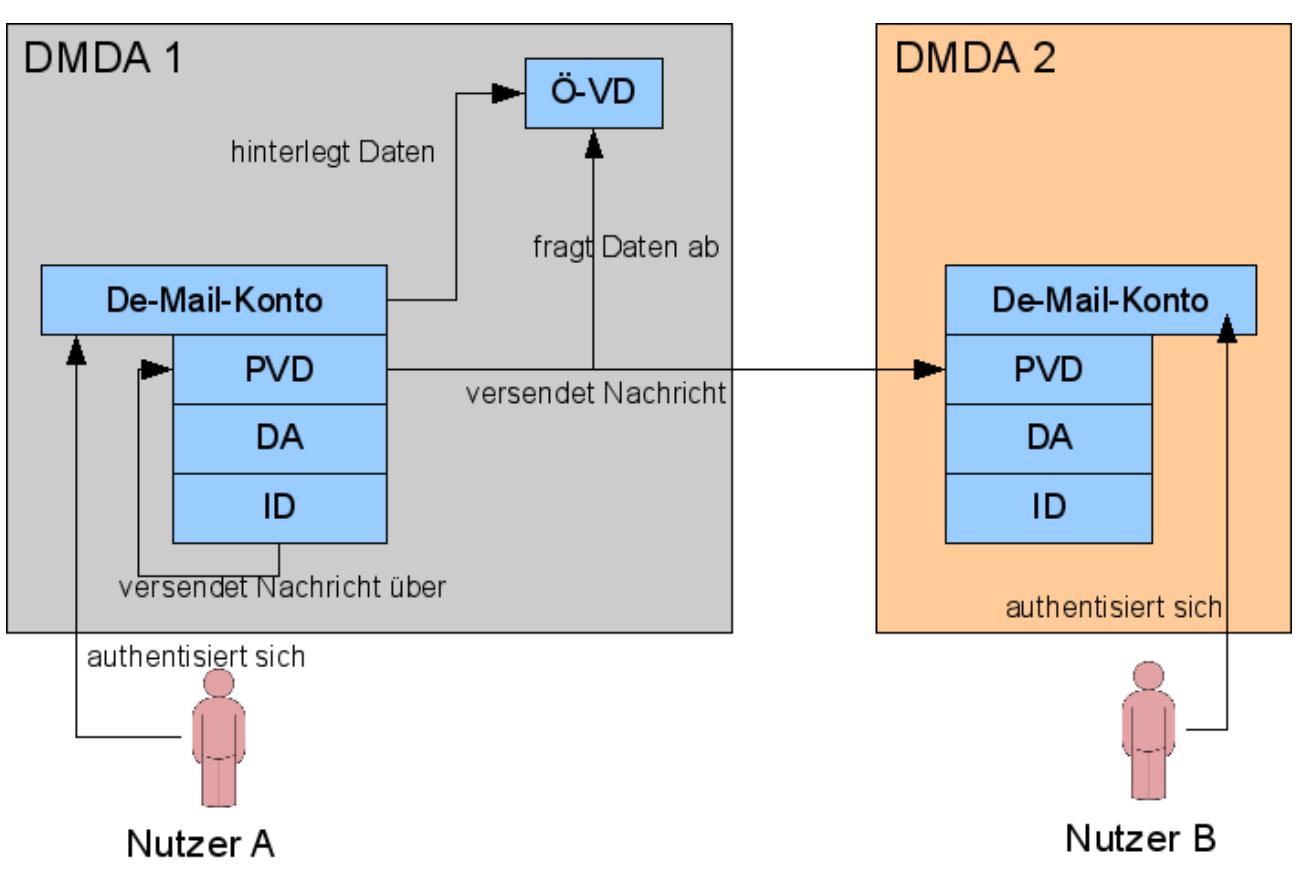 DMDA 1
DMDA 2
Ö-VD
hinterlegt Daten
fragt Daten ab
De-Mail-Konto
De-Mail-Konto
PVD
PVD
versendet Nachricht
DA
DA
ID
ID
versendet Nachricht über
authentisiert sich
authentisiert sich
Nutzer A
Nutzer B